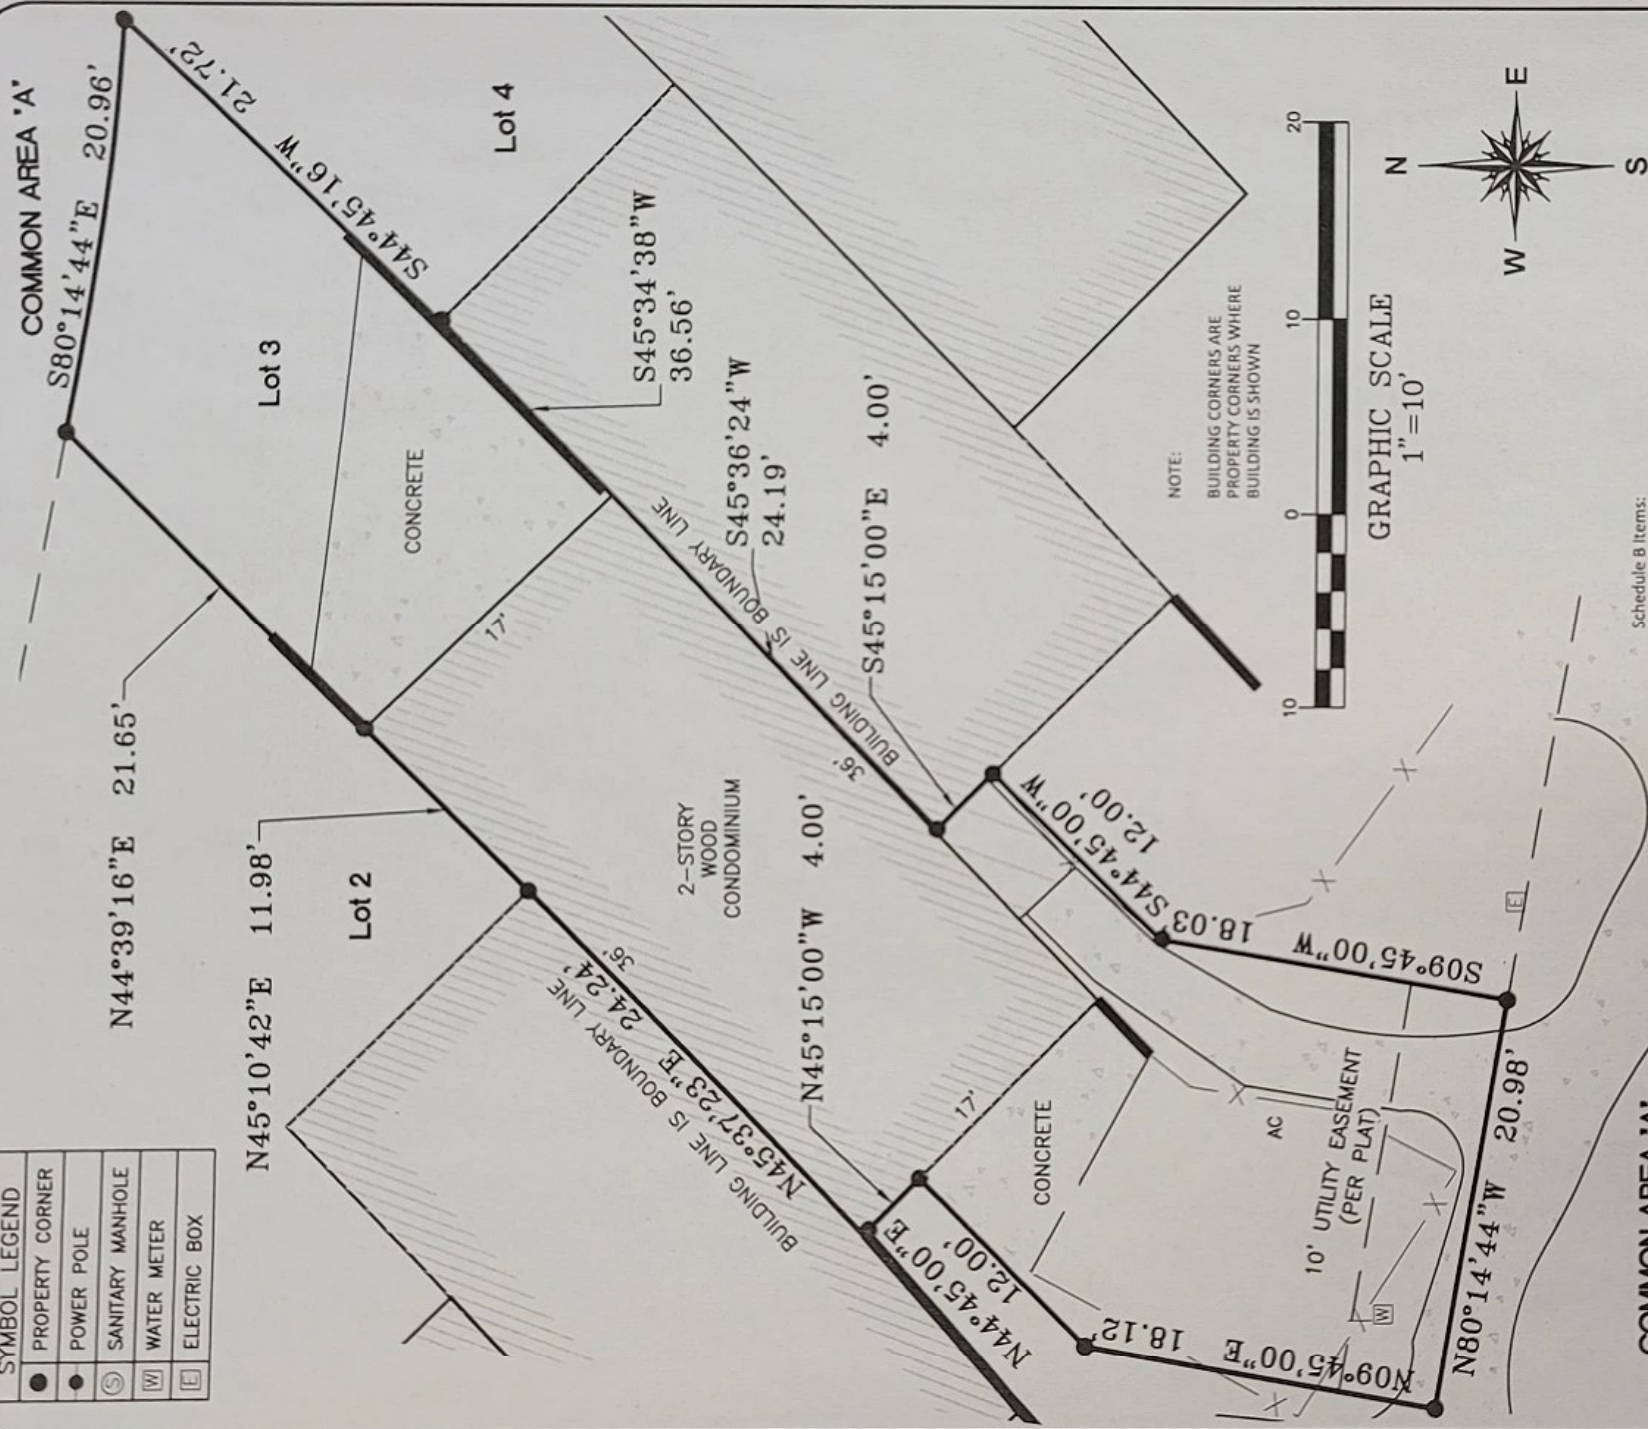 COMMON AREA "A"
S80°14'44"E 20.96'
21.72'
S44°45'16"W
Lot 4
Lot 3
CONCRETE
S45°34'38"W
36.56'
S45°36'24"W
24.19'
BUILDING LINE IS BOUNDARY LINE
36'
S45°15'00"E 4.00'
17'
N44°39'16"E 21.65'
N45°10'42"E 11.98'
Lot 2
2-STORY
WOOD
CONDOMINIUM
36'
24.24'
N45°37'23"E
BUILDING LINE IS BOUNDARY LINE
N45°15'00"W 4.00'
17'
S44°45'00"W
12.00'
18.03'
S09°45'00"W
CONCRETE
AC
10' UTILITY EASEMENT
(PER PLAT)
N44°45'00"E
12.00'
18.12'
N09°45'00"E
N80°14'44"W 20.98'
W
E
COMMON AREA "A"
NOTE:
BUILDING CORNERS ARE
PROPERTY CORNERS WHERE
BUILDING IS SHOWN
10 0 10 20
GRAPHIC SCALE
1"=10'
N
W E
S
Schedule B Items:
SYMBOL LEGEND
PROPERTY CORNER
POWER POLE
S SANITARY MANHOLE
W WATER METER
E ELECTRIC BOX